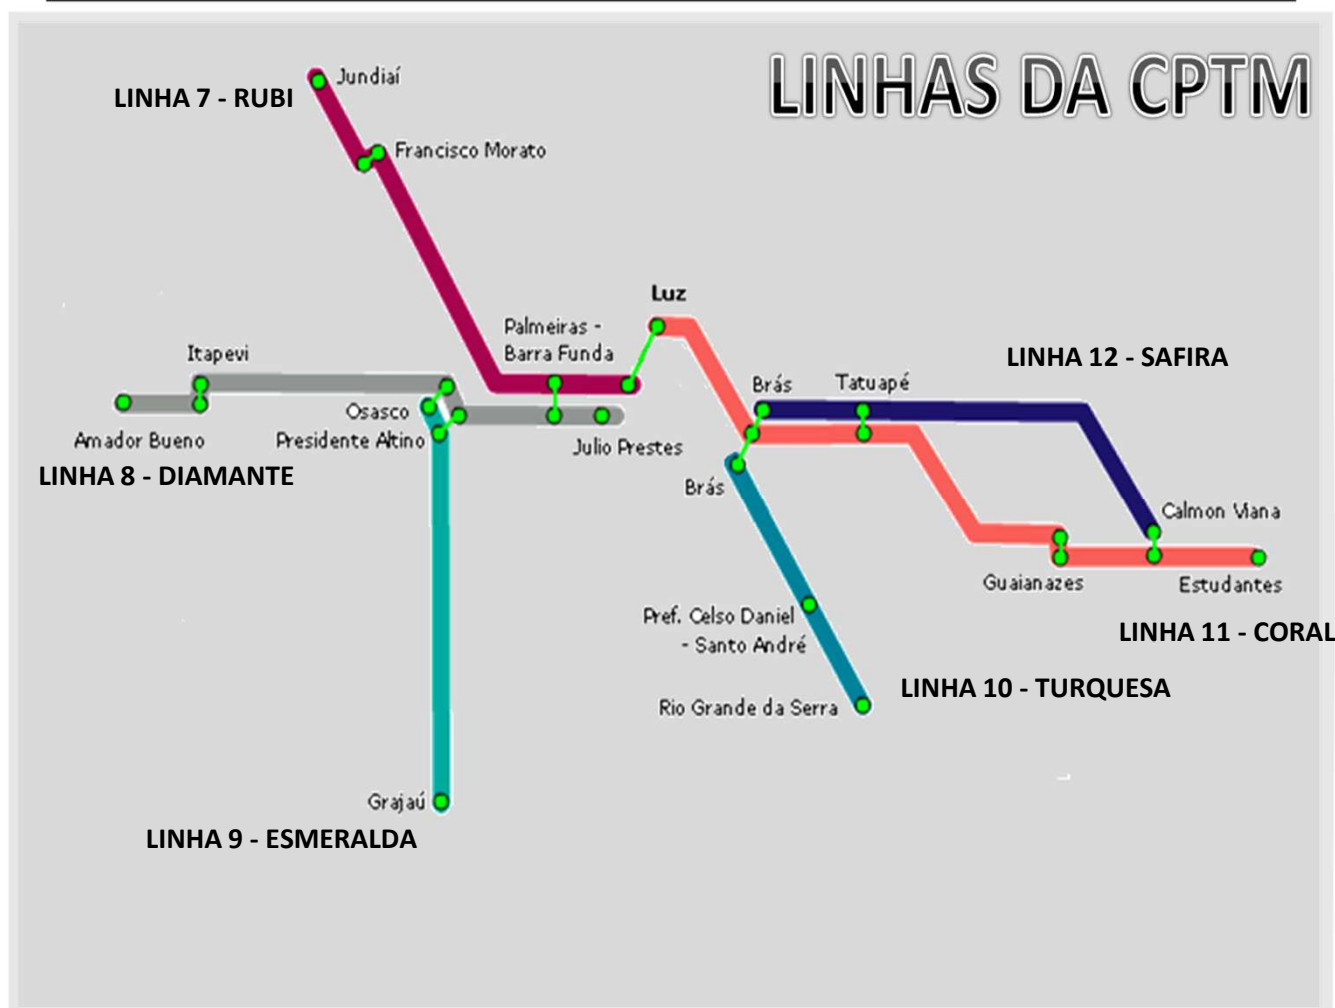 LINHAS DA CPTM
Jundiaí
LINHA 7 - RUBI
Francisco Morato
Luz
Palmeiras -
Barra Funda
Itapevi
LINHA 12 - SAFIRA
Brás
Tatuapé
Osasco
Amador Bueno
Presidente Altino
Julio Prestes
LINHA 8 - DIAMANTE
Brás
Calmon Viana
Guaianazes
Estudantes
Pref. Celso Daniel
- Santo André
LINHA 11 - CORAL
LINHA 10 - TURQUESA
Rio Grande da Serra
Grajaú
LINHA 9 - ESMERALDA